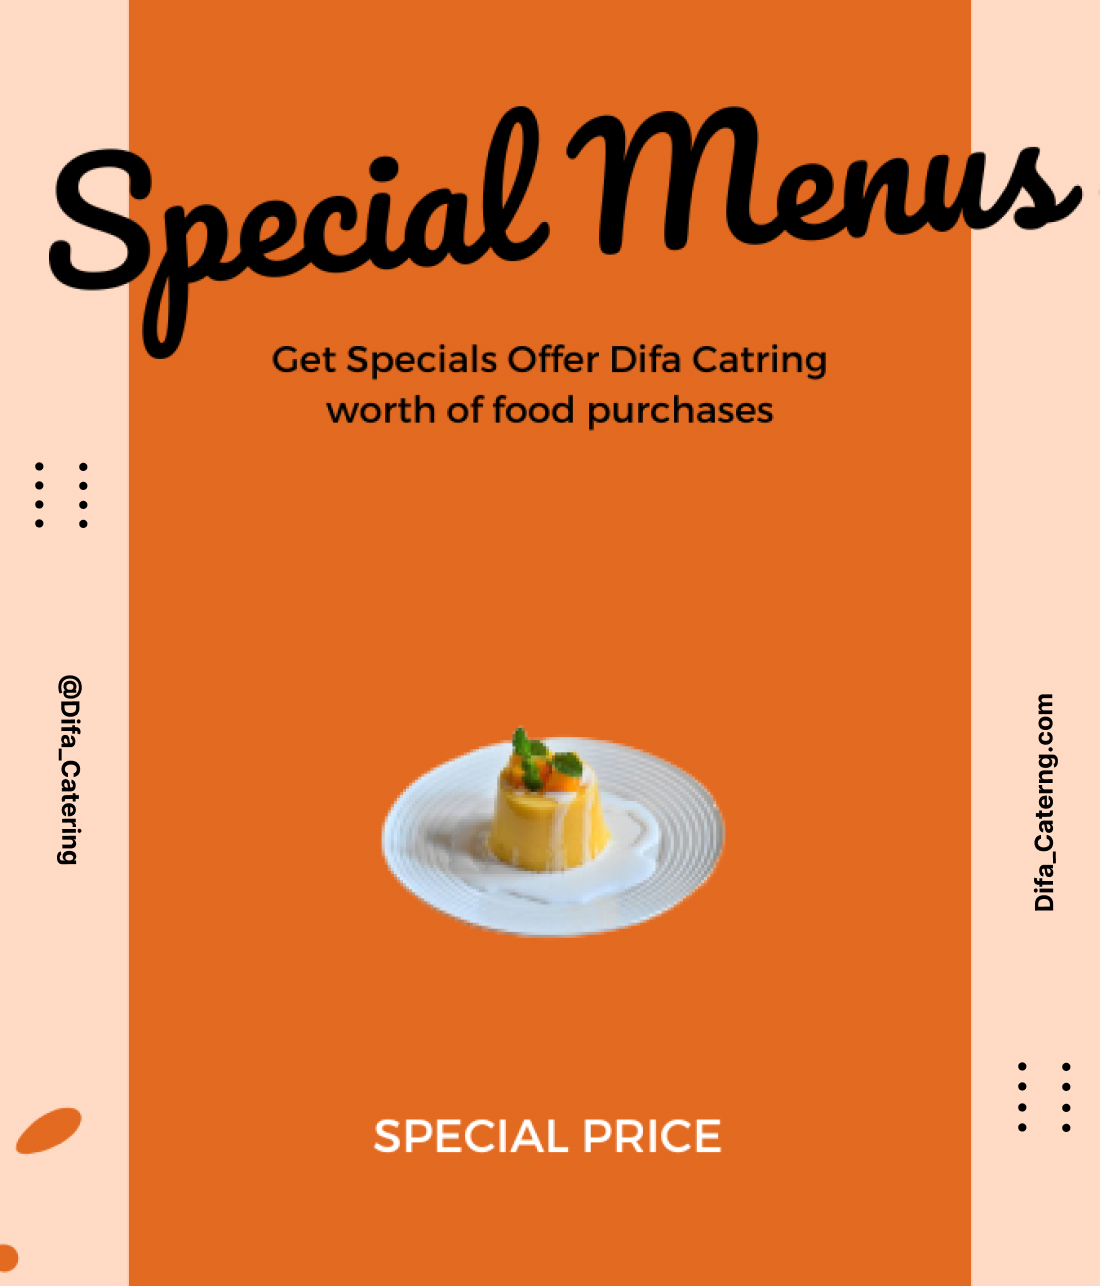 Special Menus
Get Specials Offer Difa Catring
worth of food purchases
@Difa_Catering
Difa_Caterng.com
SPECIAL PRICE